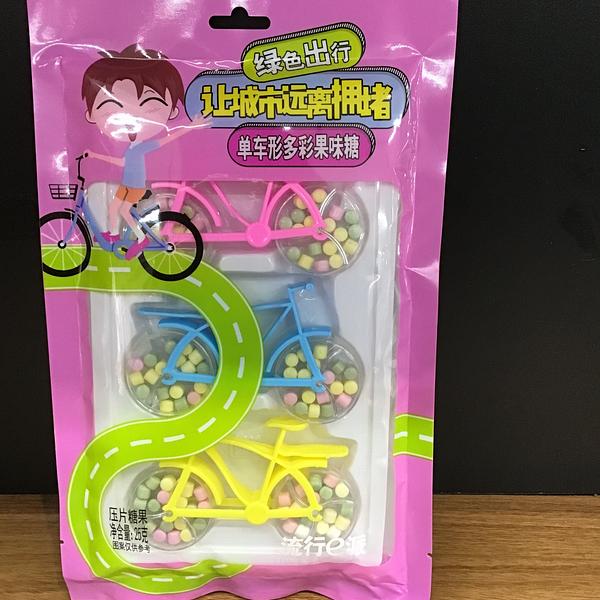 绿色出行
让城市远离拥堵
单车形多彩果味糖
压片糖果
净含量:25克
图案仅供参考
流行e派